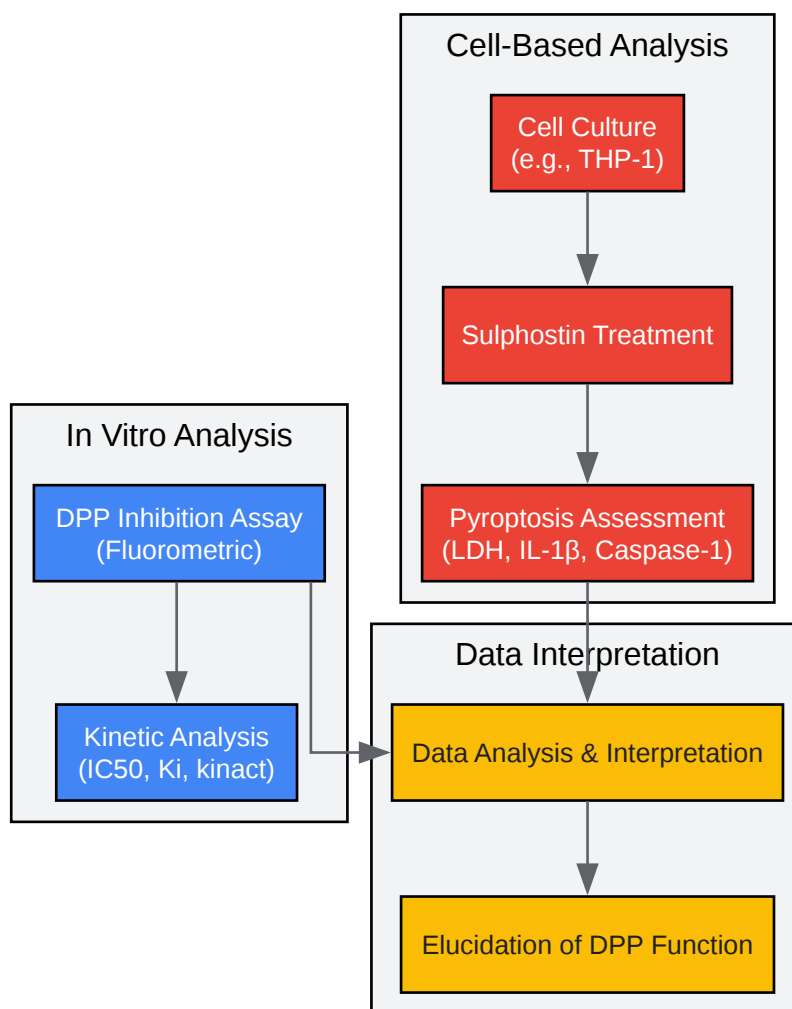 Cell-Based Analysis
Cell Culture
(e.g., THP-1)
Sulphostin Treatment
Pyroptosis Assessment
(LDH, IL-1β, Caspase-1)
In Vitro Analysis
DPP Inhibition Assay
(Fluorometric)
Kinetic Analysis
(IC50, Ki, kinact)
Data Interpretation
Data Analysis & Interpretation
Elucidation of DPP Function